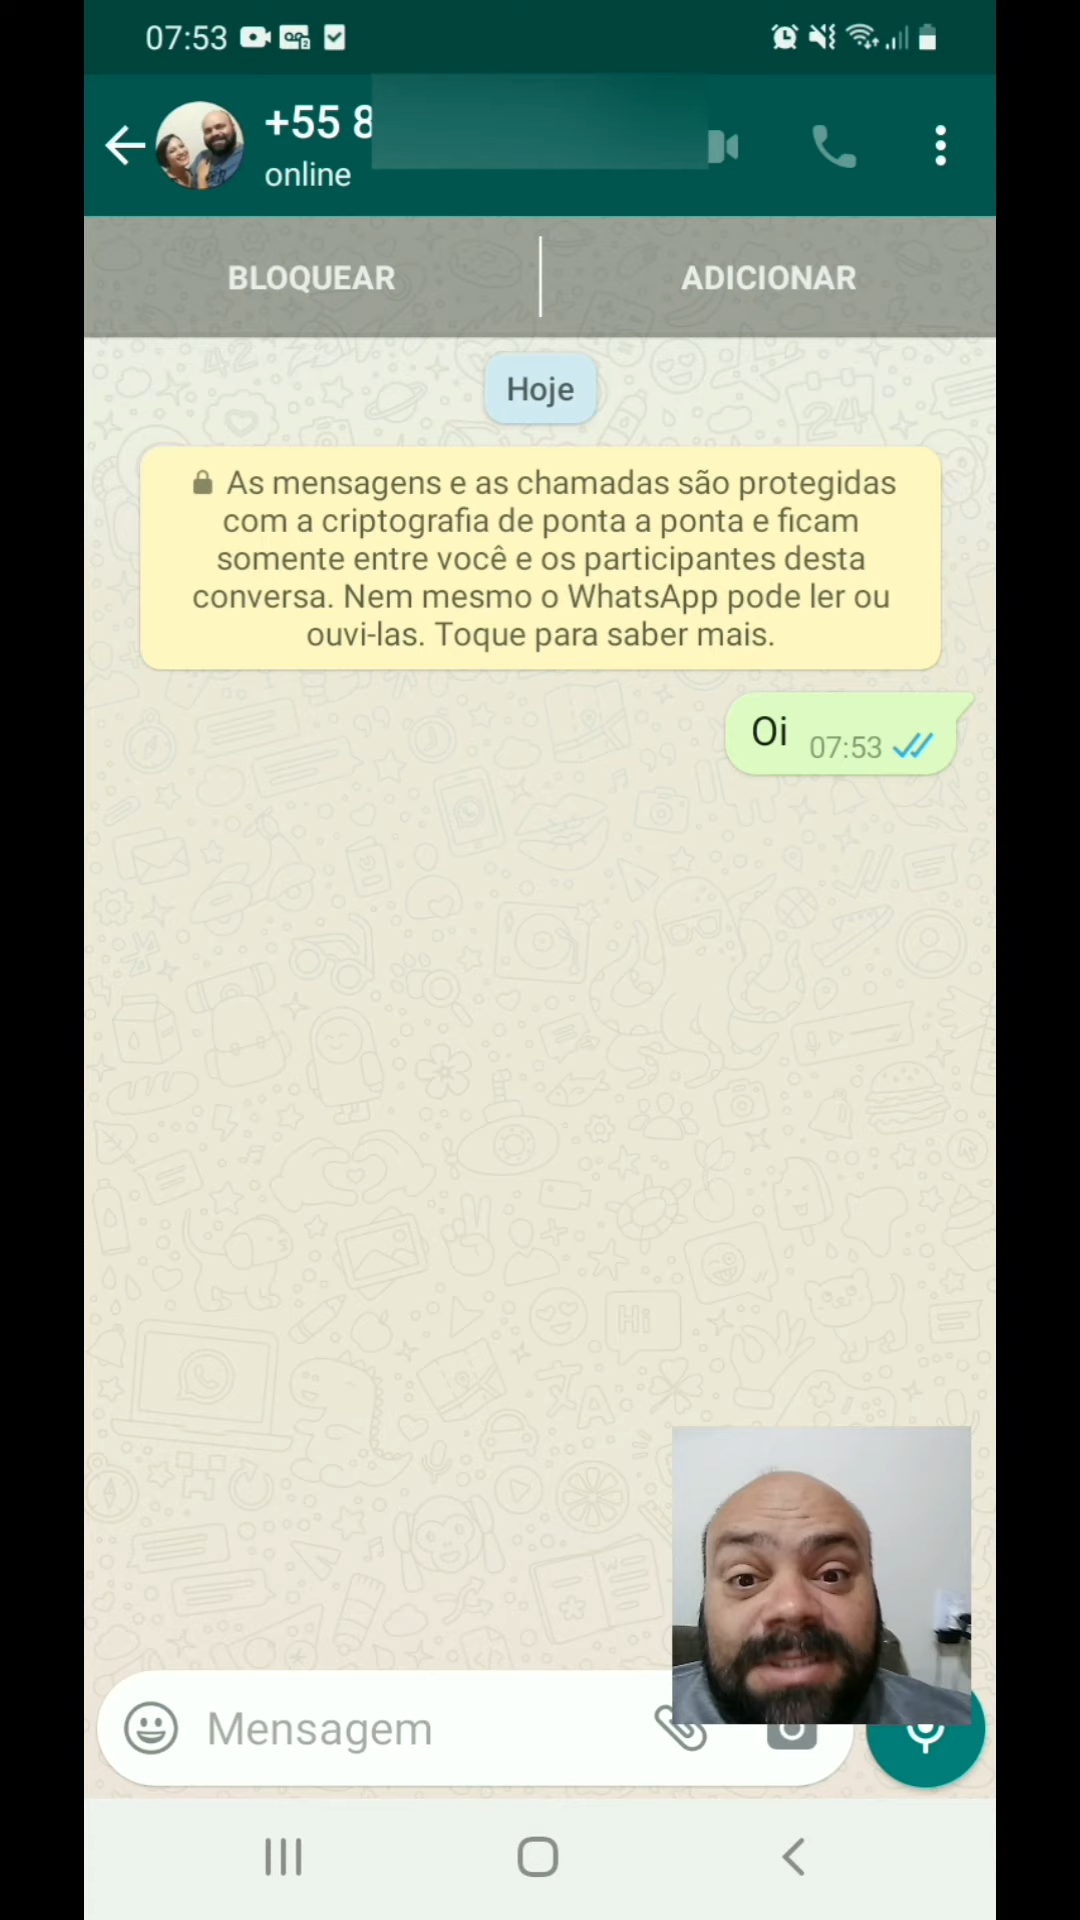 07:53
+55 8
online
BLOQUEAR
ADICIONAR
Hoje
As mensagens e as chamadas são protegidas
com a criptografia de ponta a ponta e ficam
somente entre você e os participantes desta
conversa. Nem mesmo o WhatsApp pode ler ou
ouvi-las. Toque para saber mais.
Oi 07:53
Mensagem